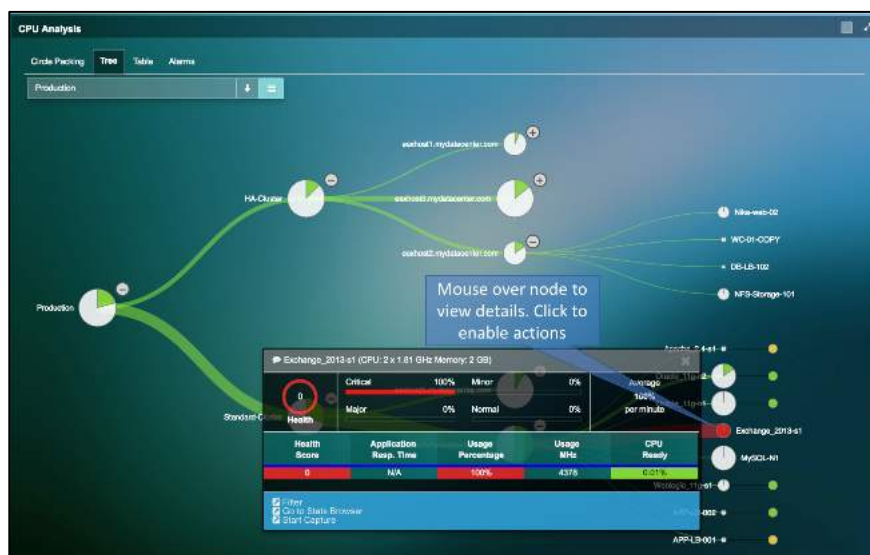 CPU Analysis
Circle Packing Tree Table Alarms
Production
esxhost1.mydatacenter.com
HA-Cluster
esxhost3.mydatacenter.com
Nike-web-02
WC-01-COPY
esxhost2.mydatacenter.com
DB-LB-102
NFS-Storage-101
Production
Mouse over node to
view details. Click to
enable actions
Exchange_2013-s1 (CPU: 2 x 1.81 GHz Memory: 2 GB)
0
Health
Critical 100% Minor 0%
Major 0% Normal 0%
Average
100%
per minute
Standard-C
Exchange_2013-s1
MySQL-N1
Health Score Application Resp. Time Usage Percentage Usage MHz CPU Ready
0 N/A 100% 4378 0.01%
Weblogic_11g-s1
Filter
Go to Stats Browser
Start Capture
APP-LB-001